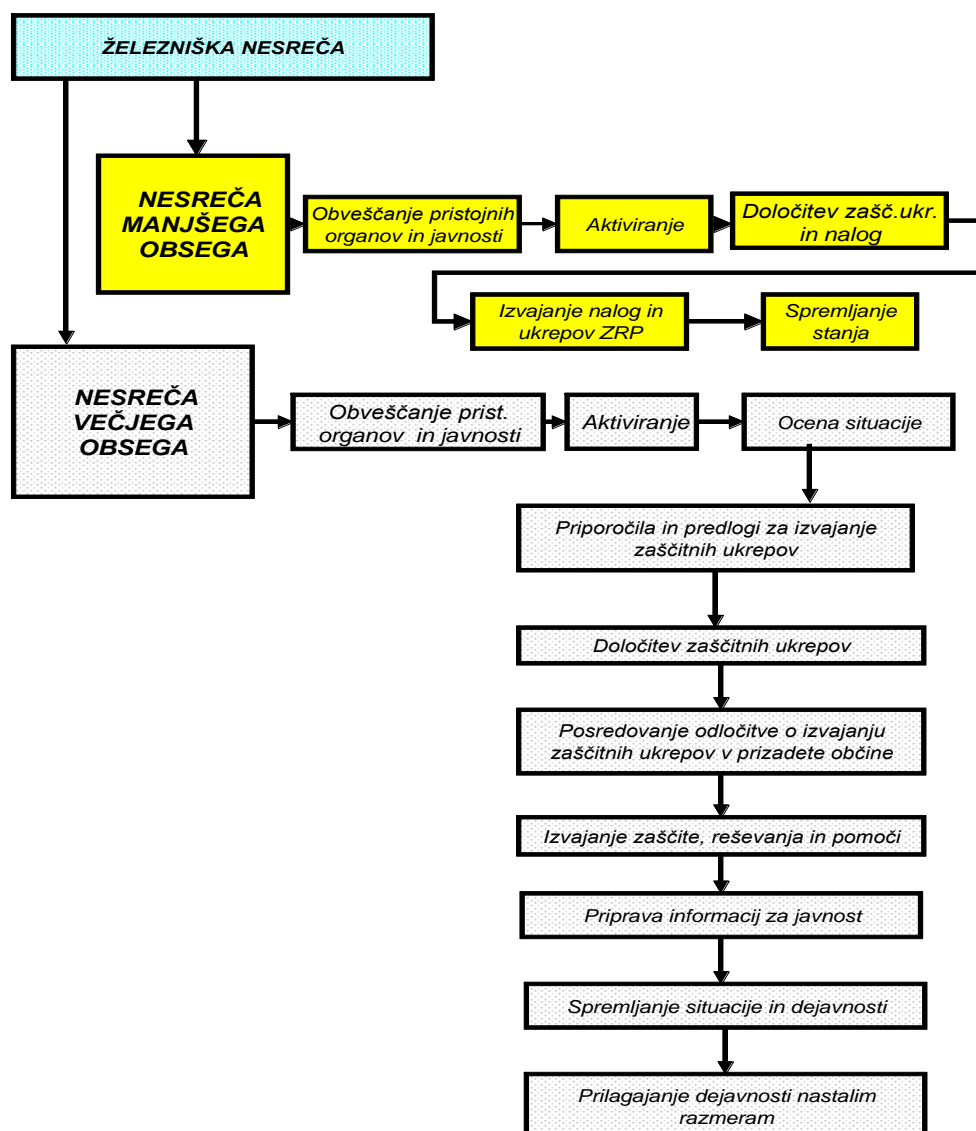 ŽELEZNIŠKA NESREČA
NESREČA
MANJŠEGA
OBSEGA
Obveščanje pristojnih
organov in javnosti
Aktiviranje
Določitev zašč.ukr.
in nalog
Izvajanje nalog in
ukrepov ZRP
Spremljanje
stanja
NESREČA
VEČJEGA
OBSEGA
Obveščanje prist.
organov in javnosti
Aktiviranje
Ocena situacije
Priporočila in predlogi za izvajanje
zaščitnih ukrepov
Določitev zaščitnih ukrepov
Posredovanje odločitve o izvajanju
zaščitnih ukrepov v prizadete občine
Izvajanje zaščite, reševanja in pomoči
Priprava informacij za javnost
Spremljanje situacije in dejavnosti
Prilagajanje dejavnosti nastalim
razmeram